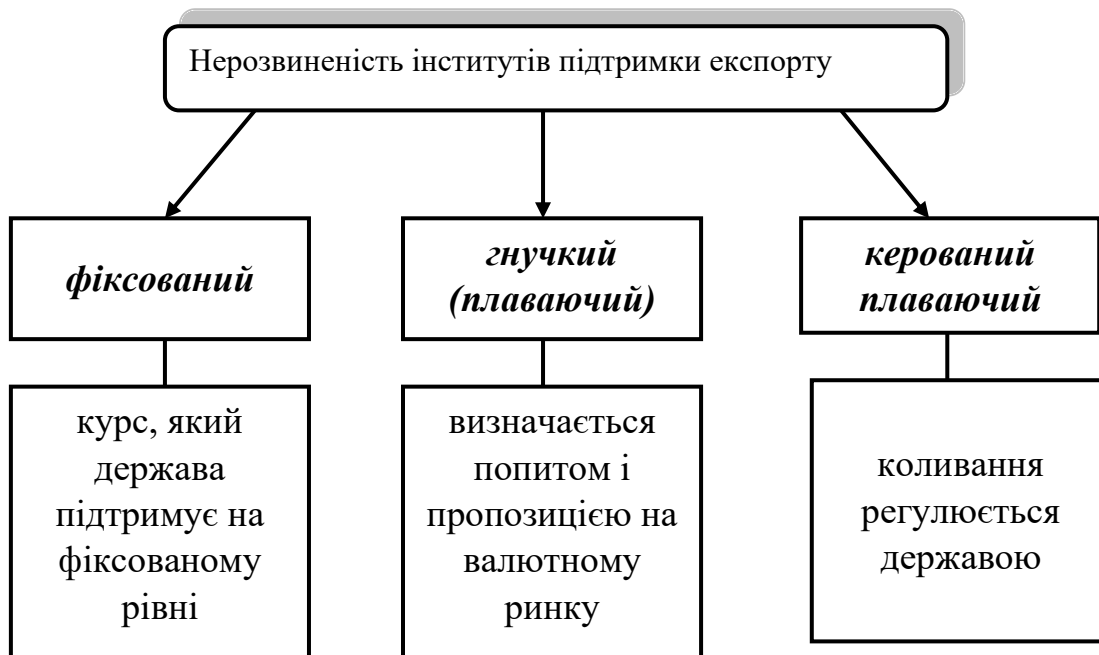 Нерозвиненість інститутів підтримки експорту
фіксований
гнучкий
(плаваючий)
керований
плаваючий
курс, який
держава
підтримує на
фіксованому
рівні
визначається
попитом і
пропозицією на
валютному
ринку
коливання
регулюється
державою